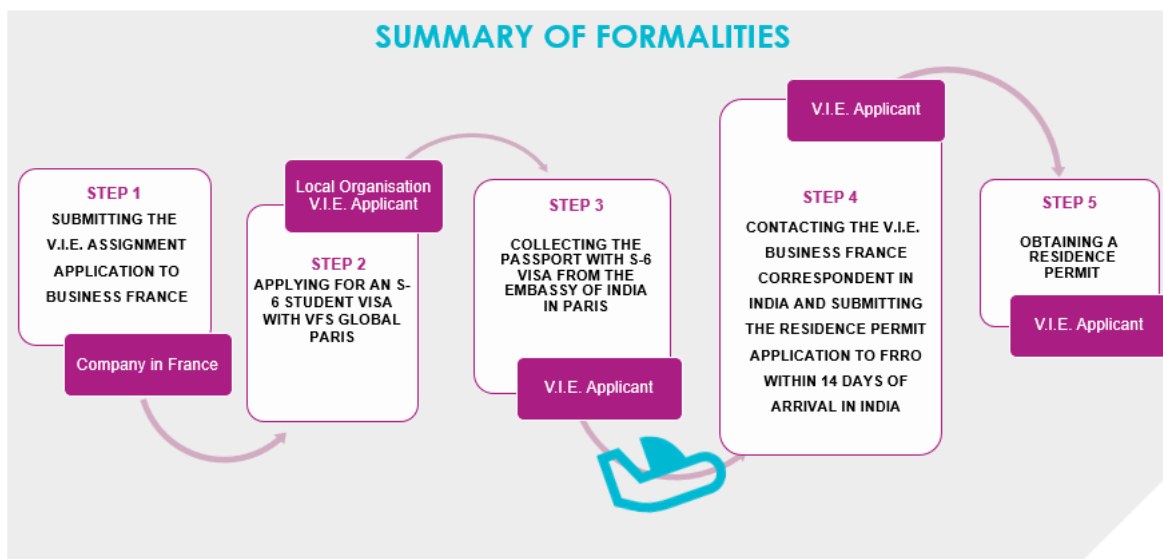 SUMMARY OF FORMALITIES
STEP 1
SUBMITTING THE
V.I.E. ASSIGNMENT
APPLICATION TO
BUSINESS FRANCE
Company in France
Local Organisation
V.I.E. Applicant
STEP 2
APPLYING FOR AN S-
6 STUDENT VISA
WITH VFS GLOBAL
PARIS
STEP 3
COLLECTING THE
PASSPORT WITH S-6
VISA FROM THE
EMBASSY OF INDIA
IN PARIS
V.I.E. Applicant
V.I.E. Applicant
STEP 4
CONTACTING THE V.I.E.
BUSINESS FRANCE
CORRESPONDENT IN
INDIA AND SUBMITTING
THE RESIDENCE PERMIT
APPLICATION TO FRRO
WITHIN 14 DAYS OF
ARRIVAL IN INDIA
STEP 5
OBTAINING A
RESIDENCE
PERMIT
V.I.E. Applicant